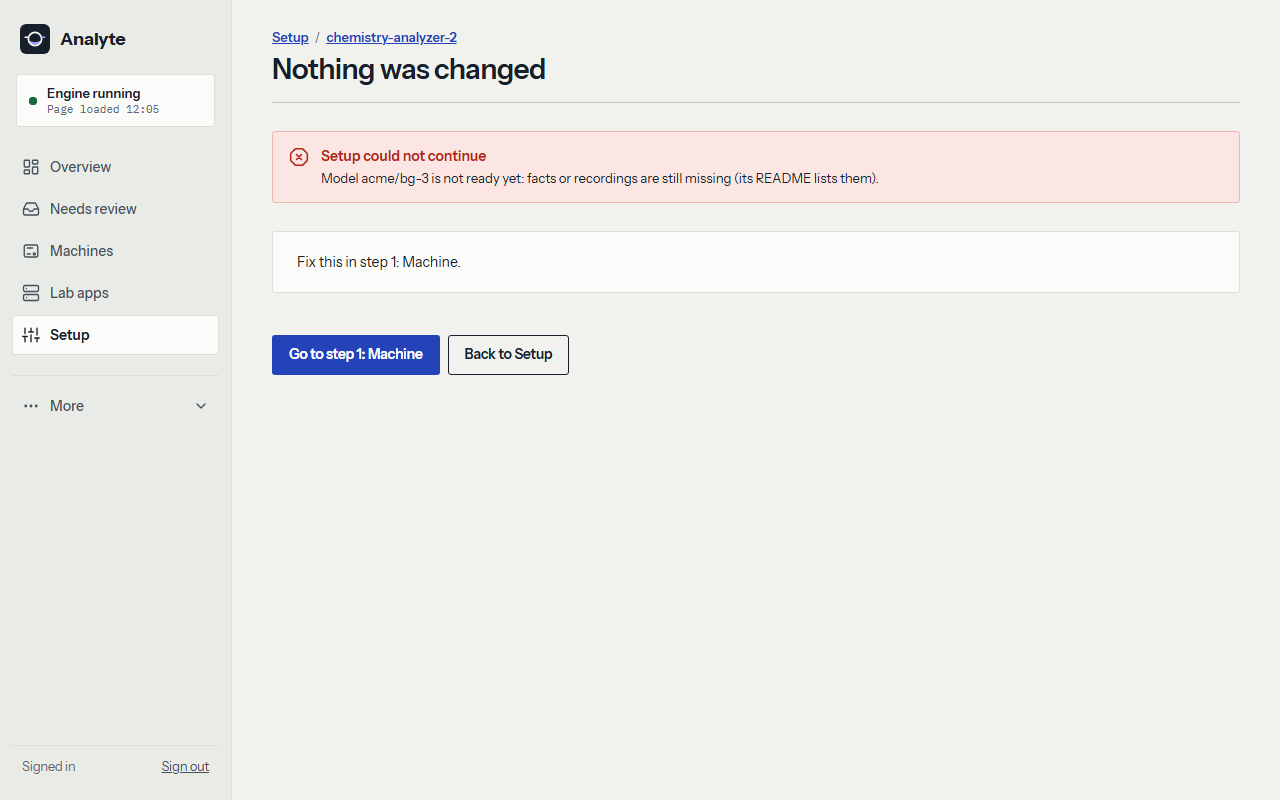 Analyte
Engine running
Page loaded 12:05
Overview
Needs review
Machines
Lab apps
Setup
More
Signed in
Sign out
Setup / chemistry-analyzer-2
Nothing was changed
Setup could not continue
Model acme/bg-3 is not ready yet: facts or recordings are still missing (its README lists them).
Fix this in step 1: Machine.
Go to step 1: Machine
Back to Setup